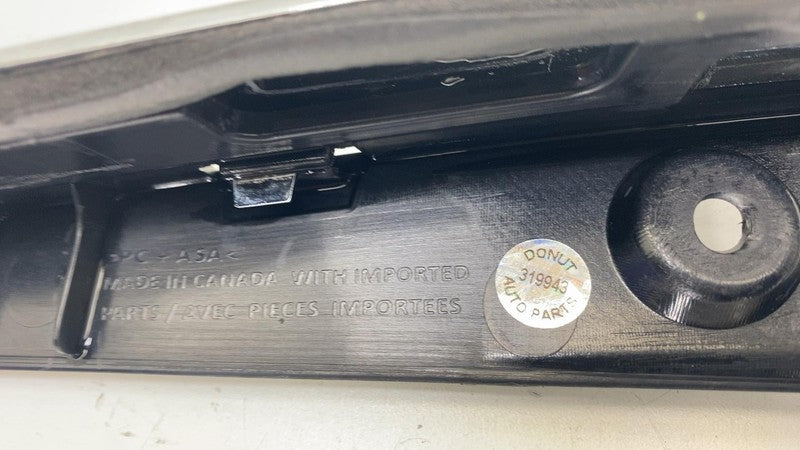 >PC + ASA<
MADE IN CANADA WITH IMPORTED
PARTS / AVEC PIECES IMPORTEES
DONUT
319943
AUTO PARTS